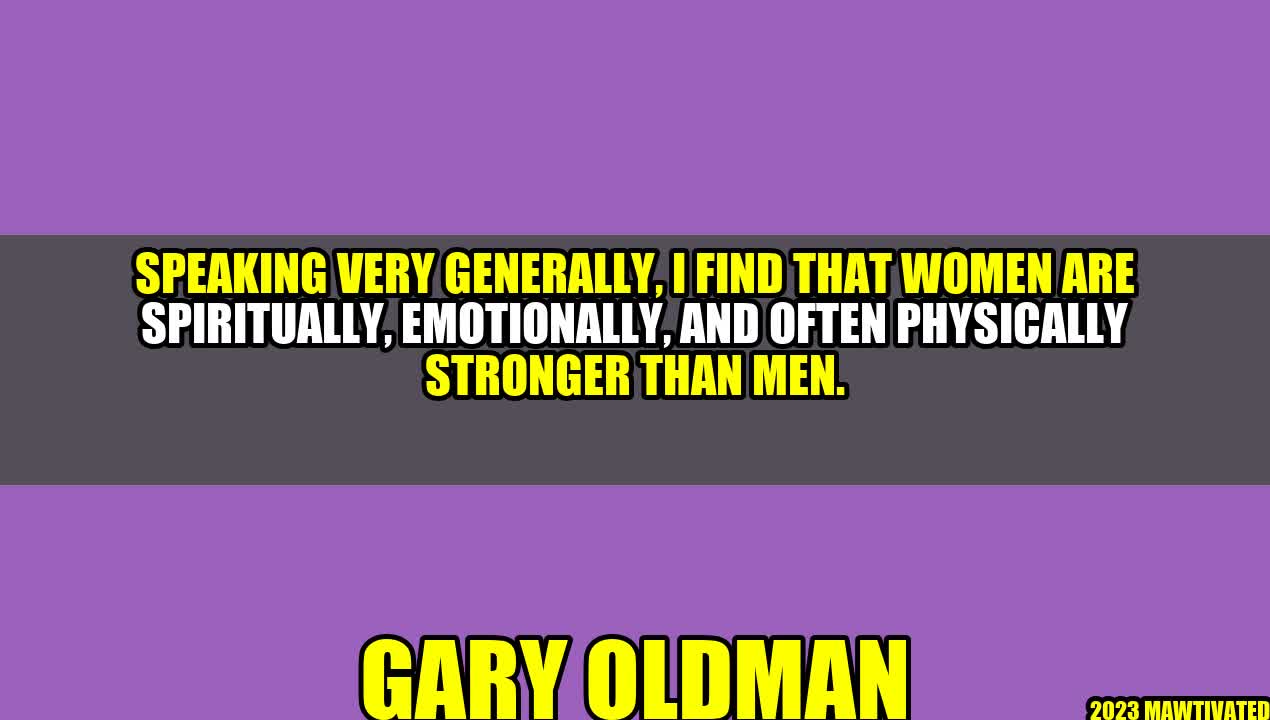 SPEAKING VERY GENERALLY, I FIND THAT WOMEN ARE
SPIRITUALLY, EMOTIONALLY, AND OFTEN PHYSICALLY
STRONGER THAN MEN.
GARY OLDMAN
2023 MAWTIVATED